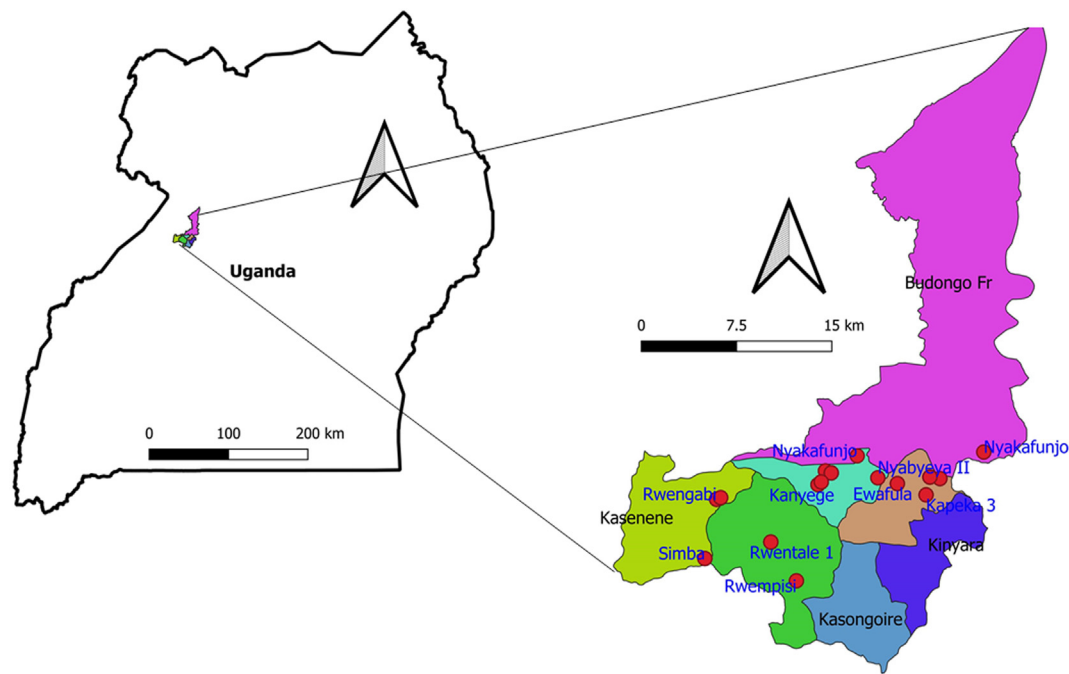 Uganda
0 100 200 km
0 7.5 15 km
Budongo Fr
Nyakafunjo
Nyakafunjo
Nyabyeya II
Rwengabi
Kanyege
Ewafula
Kapeka 3
Kasenene
Kinyara
Simba
Rwentale 1
Rwempisi
Kasongoire